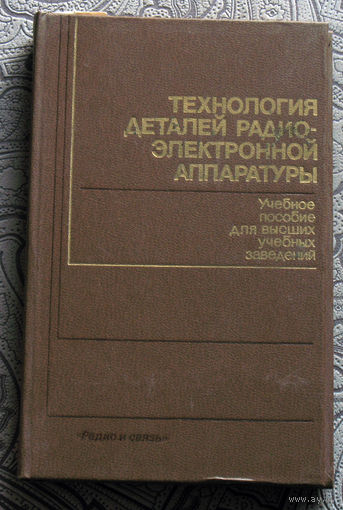 ТЕХНОЛОГИЯ
ДЕТАЛЕЙ РАДИО-
ЭЛЕКТРОННОЙ
АППАРАТУРЫ
Учебное
пособие
для высших
учебных
заведений
«Радио и связь»